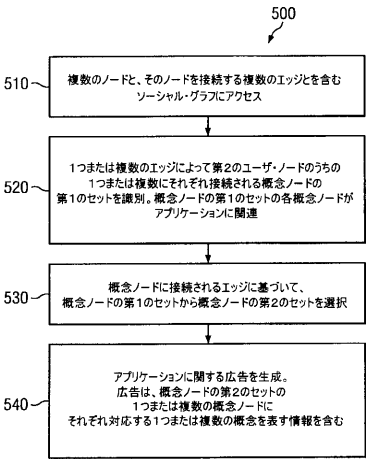 500
510
複数のノードと、そのノードを接続する複数のエッジとを含む
ソーシャル・グラフにアクセス
520
1つまたは複数のエッジによって第2のユーザ・ノードのうちの
1つまたは複数にそれぞれ接続される概念ノードの
第1のセットを識別。概念ノードの第1のセットの各概念ノードが
アプリケーションに関連
530
概念ノードに接続されるエッジに基づいて、
概念ノードの第1のセットから概念ノードの第2のセットを選択
540
アプリケーションに関する広告を生成。
広告は、概念ノードの第2のセットの
1つまたは複数の概念ノードに
それぞれ対応する1つまたは複数の概念を表す情報を含む